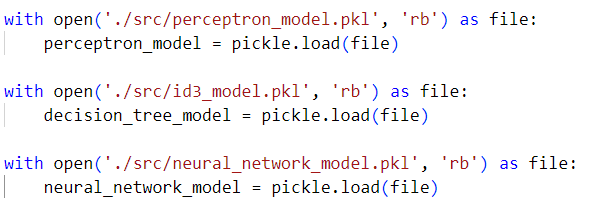 with open('./src/perceptron_model.pkl', 'rb') as file:
    perceptron_model = pickle.load(file)

with open('./src/id3_model.pkl', 'rb') as file:
    decision_tree_model = pickle.load(file)

with open('./src/neural_network_model.pkl', 'rb') as file:
    neural_network_model = pickle.load(file)